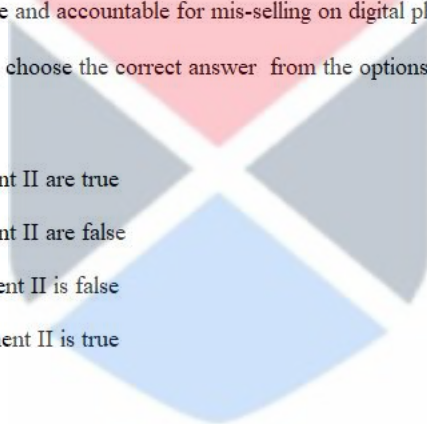 e and accountable for mis-selling on digital pl
choose the correct answer from the options
nt II are true
nt II are false
ent II is false
ent II is true